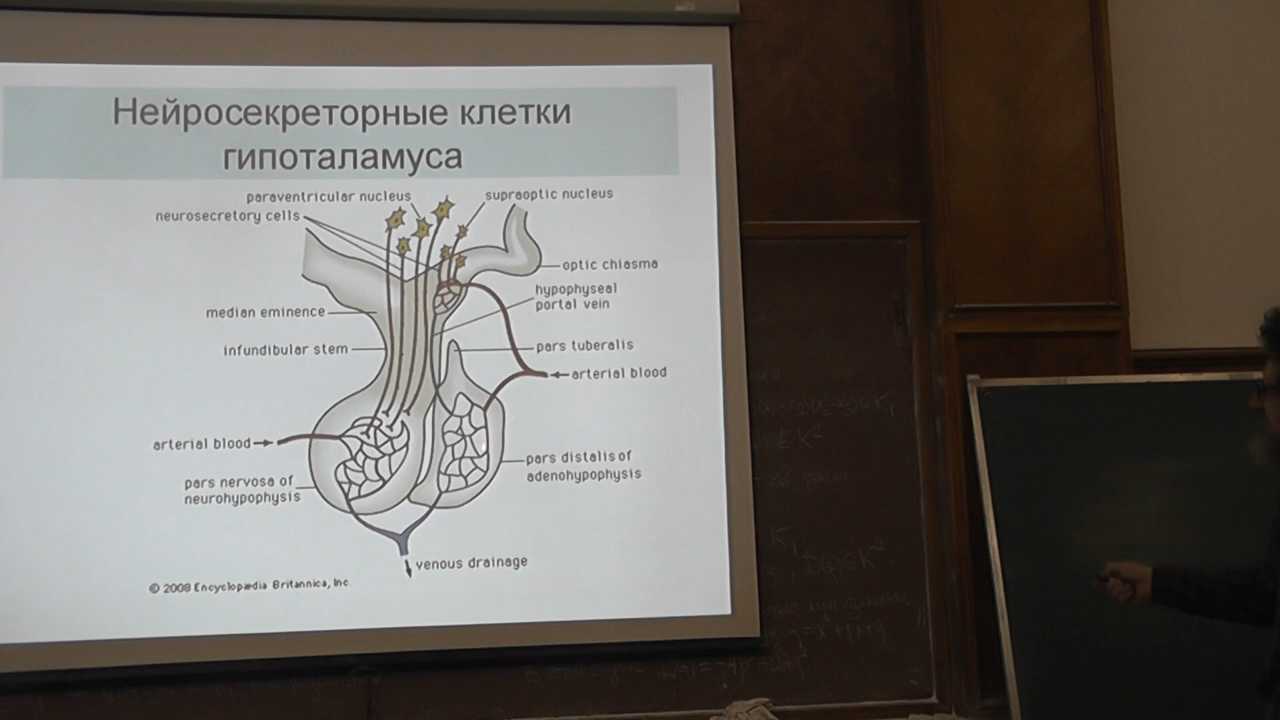 Нейросекреторные клетки
гипоталамуса
paraventricular nucleus
supraoptic nucleus
neurosecretory cells
optic chiasma
hypophyseal
portal vein
median eminence
infundibular stem
pars tuberalis
arterial blood
arterial blood
pars distalis of
adenohypophysis
pars nervosa of
neurohypophysis
venous drainage
© 2008 Encyclopædia Britannica, Inc.